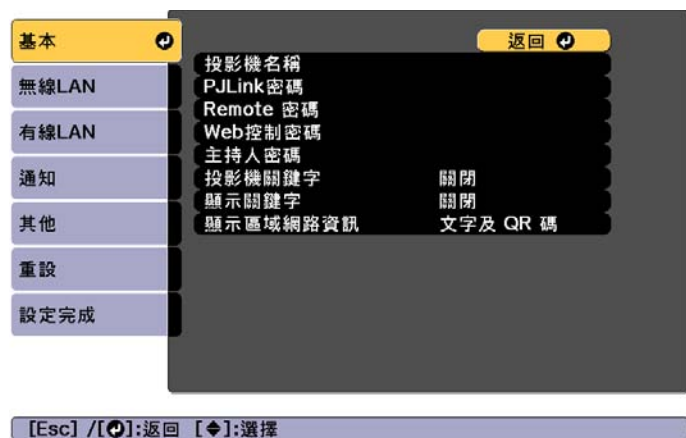 基本
無線LAN
有線LAN
通知
其他
重設
設定完成
返回
投影機名稱
PJLink密碼
Remote 密碼
Web控制密碼
主持人密碼
投影機關鍵字 關閉
顯示關鍵字 關閉
顯示區域網路資訊 文字及 QR 碼
[Esc] /[]:返回 [◆]:選擇